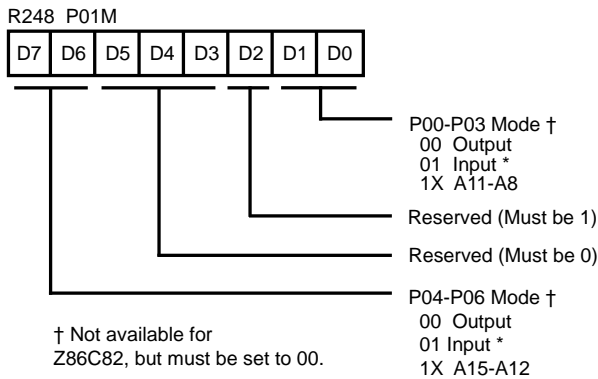 R248 P01M
D7 D6 D5 D4 D3 D2 D1 D0
P00-P03 Mode †
00 Output
01 Input *
1X A11-A8
Reserved (Must be 1)
Reserved (Must be 0)
P04-P06 Mode †
00 Output
01 Input *
1X A15-A12
† Not available for
Z86C82, but must be set to 00.